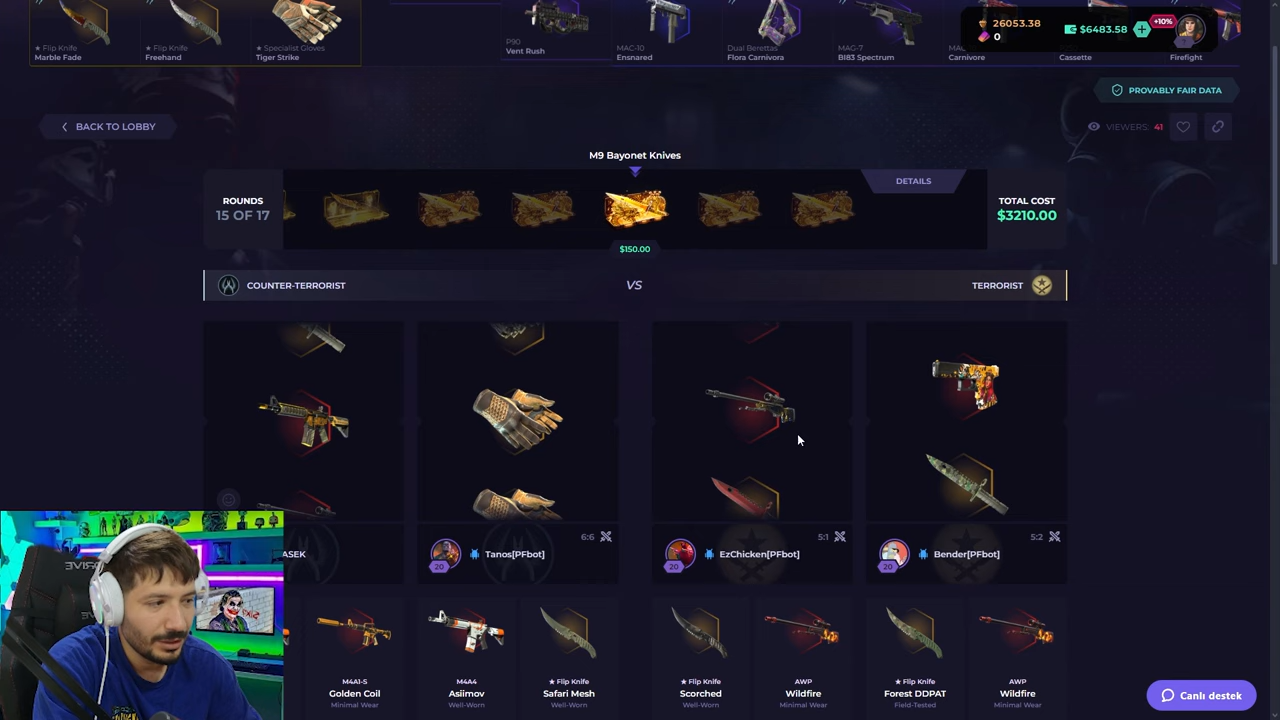 ★ Flip Knife
Marble Fade
★ Flip Knife
Freehand
★ Specialist Gloves
Tiger Strike
P90
Vent Rush
MAC-10
Ensnared
Dual Berettas
Flora Carnivora
MAG-7
BI83 Spectrum
Carnivore
Cassette
Firefight
26053.38
0
$6483.58
+10%
PROVABLY FAIR DATA
BACK TO LOBBY
VIEWERS: 41
M9 Bayonet Knives
DETAILS
ROUNDS
15 OF 17
TOTAL COST
$3210.00
$150.00
COUNTER-TERRORIST
VS
TERRORIST
ASEK
6:6
20
Tanos[PFbot]
5:1
20
EzChicken[PFbot]
5:2
20
Bender[PFbot]
M4A1-S
Golden Coil
Minimal Wear
M4A4
Asiimov
Well-Worn
★ Flip Knife
Safari Mesh
Well-Worn
★ Flip Knife
Scorched
Well-Worn
AWP
Wildfire
Minimal Wear
★ Flip Knife
Forest DDPAT
Field-Tested
AWP
Wildfire
Minimal Wear
Canlı destek